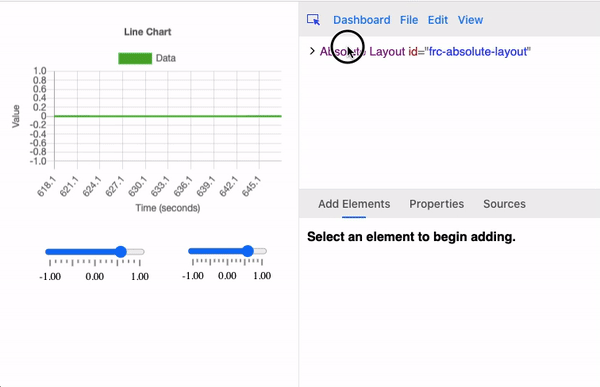 Line Chart
Data
1.0
0.8
0.6
0.4
0.2
0
-0.2
-0.4
-0.6
-0.8
-1.0
Value
618.1 621.1 624.1 627.1 630.1 633.1 636.1 639.1 642.1 645.1
Time (seconds)
-1.00 0.00 1.00 -1.00 0.00 1.00
Dashboard File Edit View
> Absolute Layout id="frc-absolute-layout"
Add Elements Properties Sources
Select an element to begin adding.